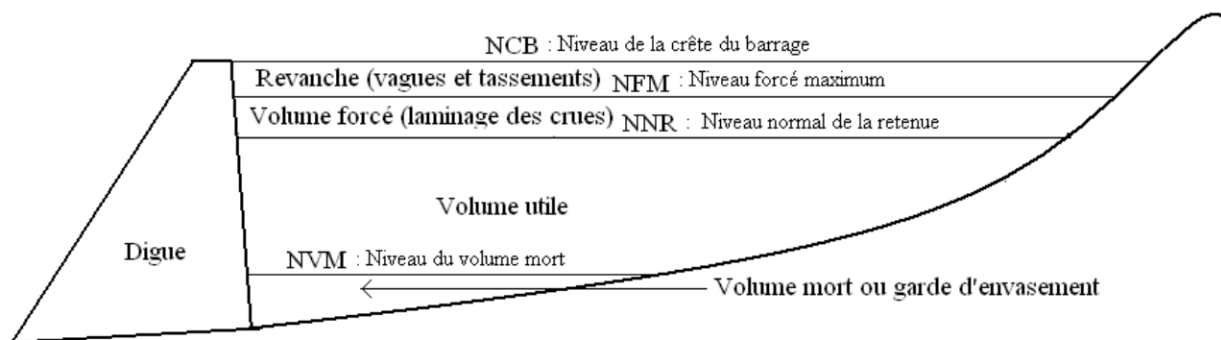 NCB : Niveau de la crête du barrage
Revanche (vagues et tassements) NFM : Niveau forcé maximum
Volume forcé (laminage des crues) NNR : Niveau normal de la retenue
Volume utile
Digue
NVM : Niveau du volume mort
Volume mort ou garde d'envasement